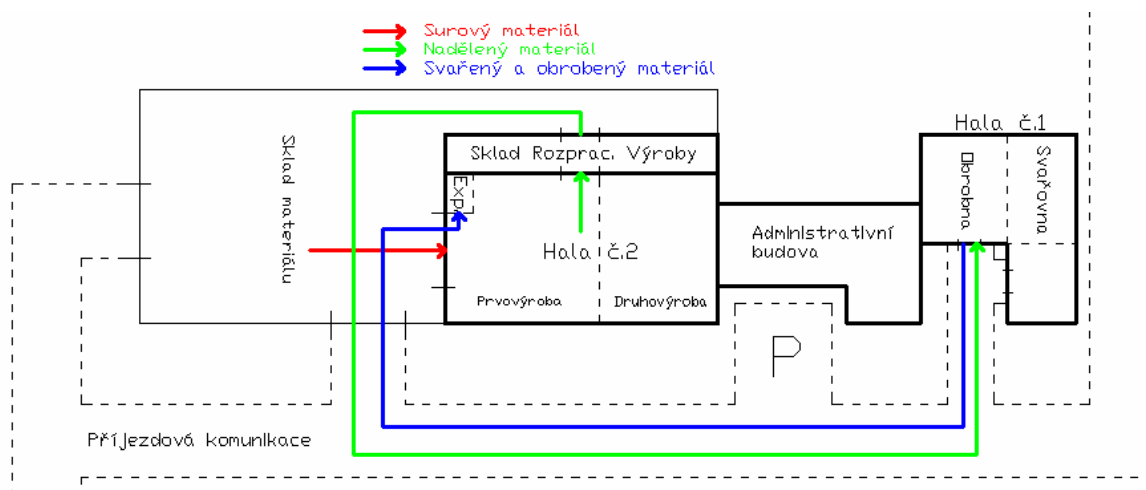 Surový materiál
Nadělený materiál
Svařený a obrobený materiál
Hala č.1
Sklad materiálu
Sklad Rozprac. Výroby
Exp.
Obrobna
Svařovna
Administrativní
budova
Hala č.2
Prvovýroba
Druhovýroba
P
Příjezdová komunikace